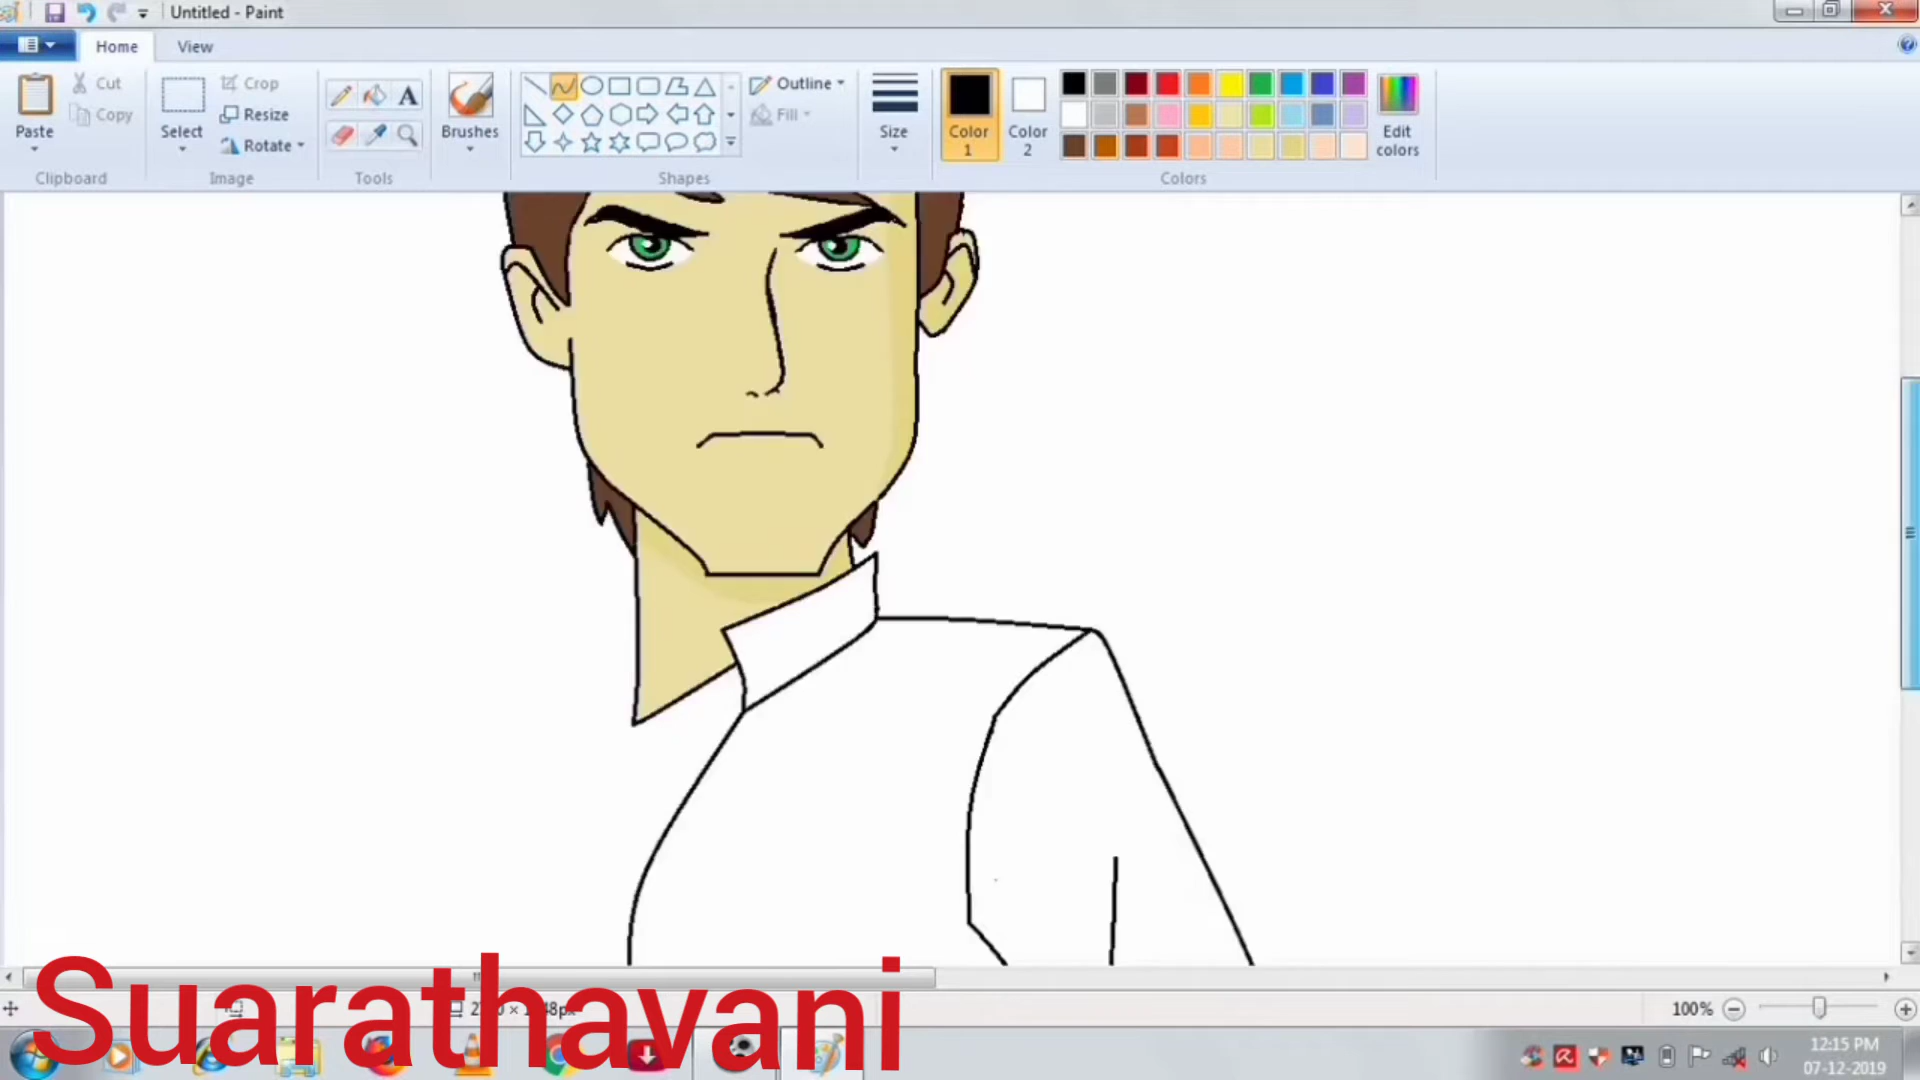 Untitled - Paint
Home View
Paste
Cut
Copy
Clipboard
Select
Crop
Resize
Rotate
Image
Tools
Brushes
Shapes
Outline
Fill
Size
Color 1
Color 2
Edit colors
Colors
Suarathavani
100%
12:15 PM
07-12-2019